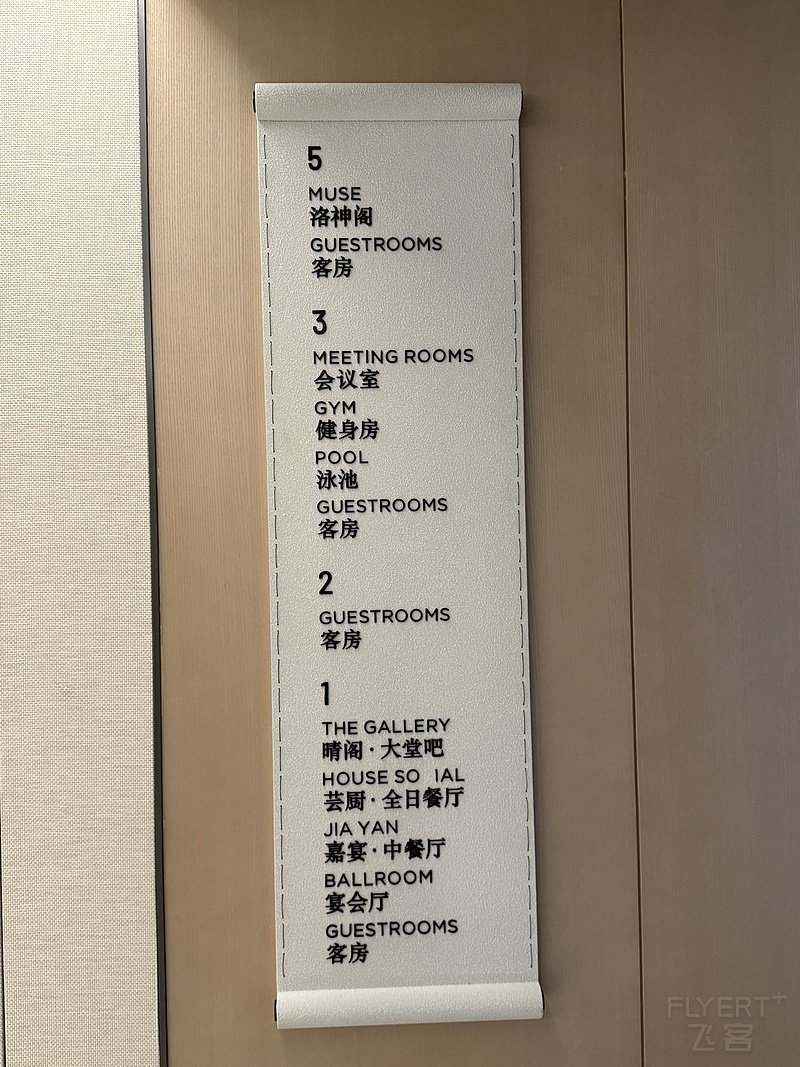 5
MUSE
洛神阁
GUESTROOMS
客房
3
MEETING ROOMS
会议室
GYM
健身房
POOL
泳池
GUESTROOMS
客房
2
GUESTROOMS
客房
1
THE GALLERY
晴阁·大堂吧
HOUSE SO IAL
芸厨·全日餐厅
JIA YAN
嘉宴·中餐厅
BALLROOM
宴会厅
GUESTROOMS
客房
FLYERT+
飞客